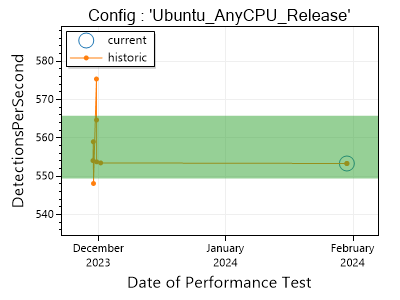 Config : 'Ubuntu_AnyCPU_Release'
current
historic
DetectionsPerSecond
580
570
560
550
540
December
2023
January
2024
February
2024
Date of Performance Test